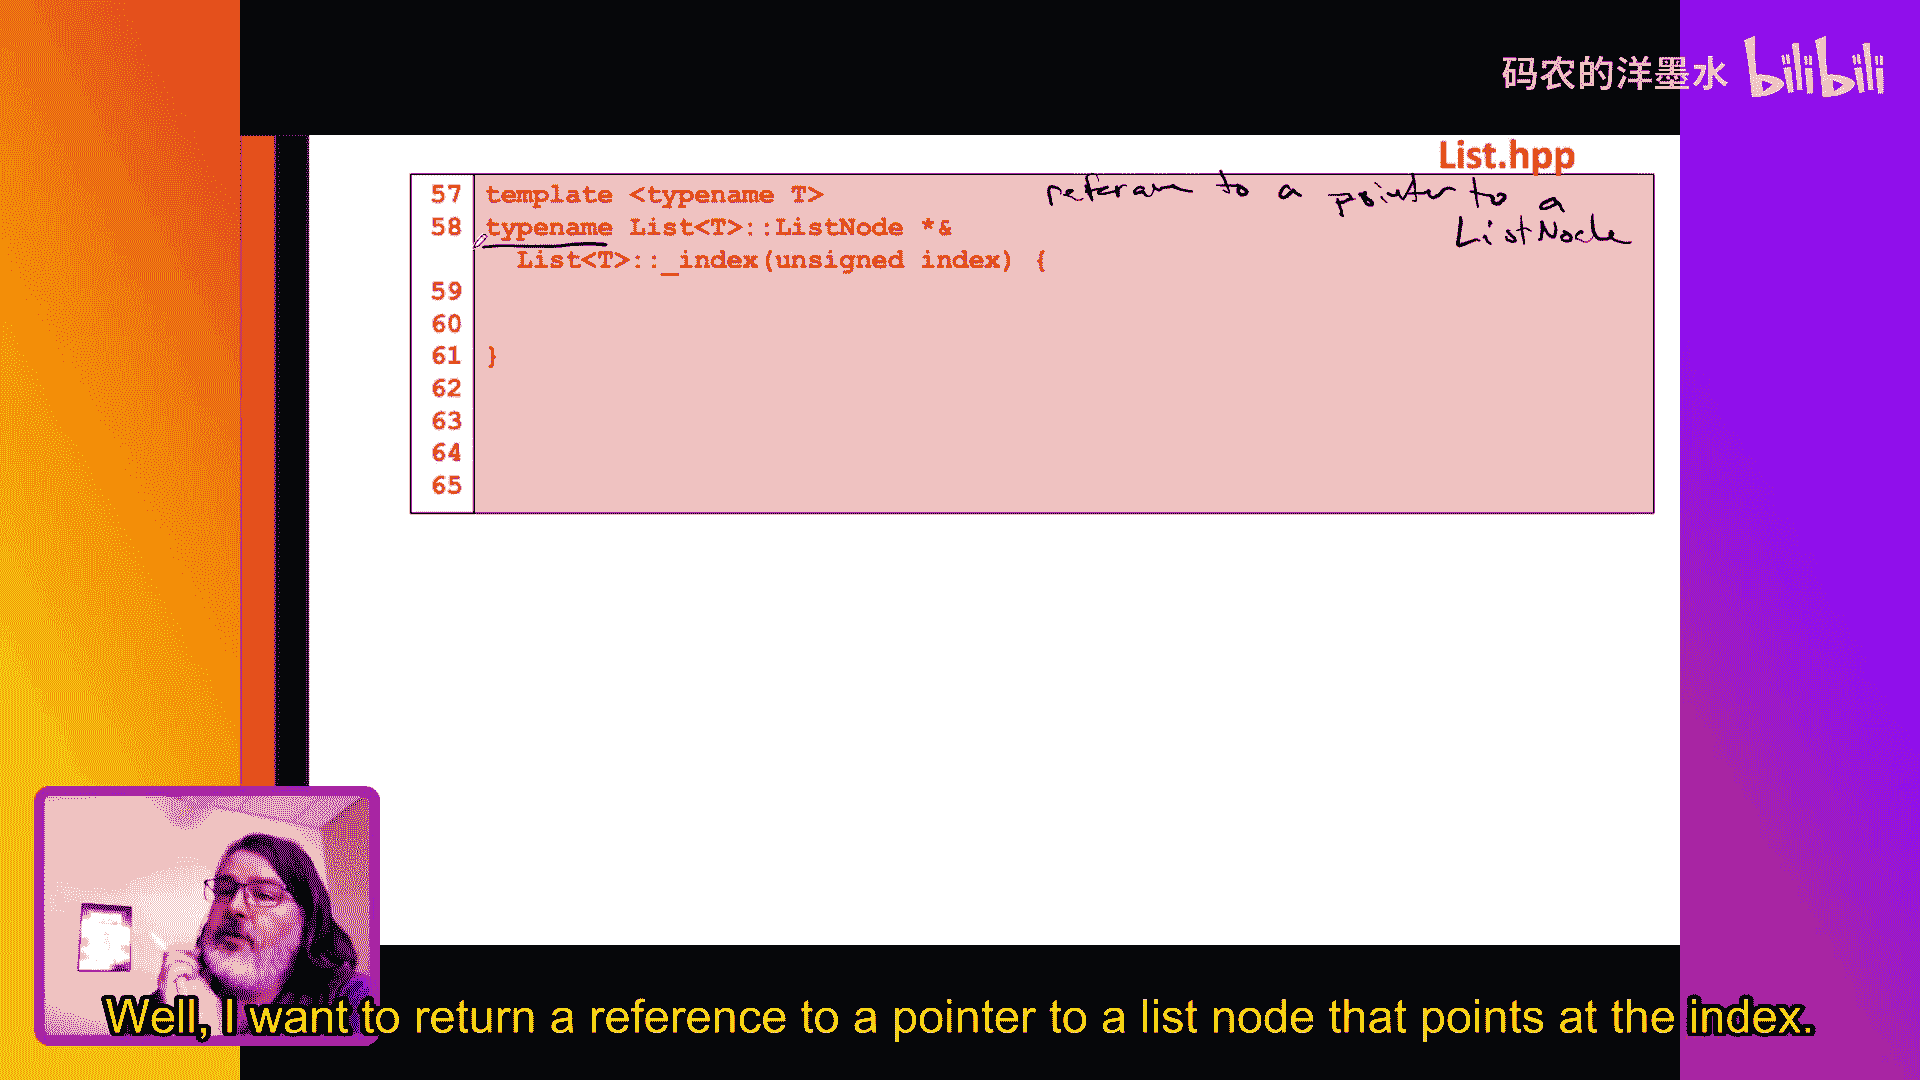 码农的洋墨水 bilibili
List.hpp
57 template <typename T>
58 typename List<T>::ListNode *&
List<T>::_index(unsigned index) {
59
60
61 }
62
63
64
65
to a pointer to a
ListNode
Well, I want to return a reference to a pointer to a list node that points at the index.